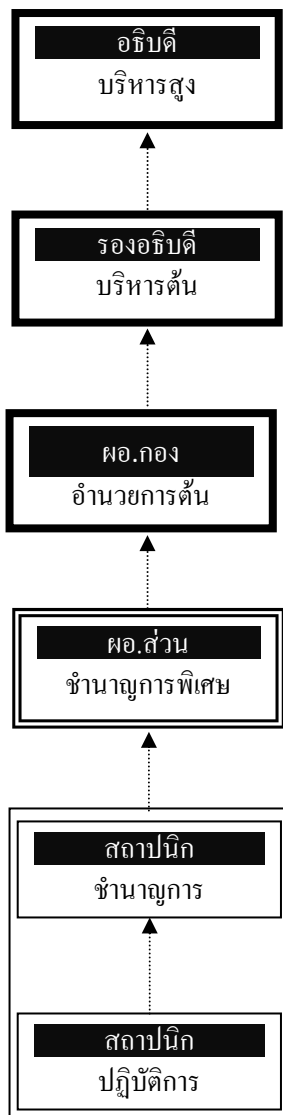 อธิบดี
บริหารสูง
รองอธิบดี
บริหารต้น
ผอ.กอง
อำนวยการต้น
ผอ.ส่วน
ชำนาญการพิเศษ
สถาปนิก
ชำนาญการ
สถาปนิก
ปฏิบัติการ